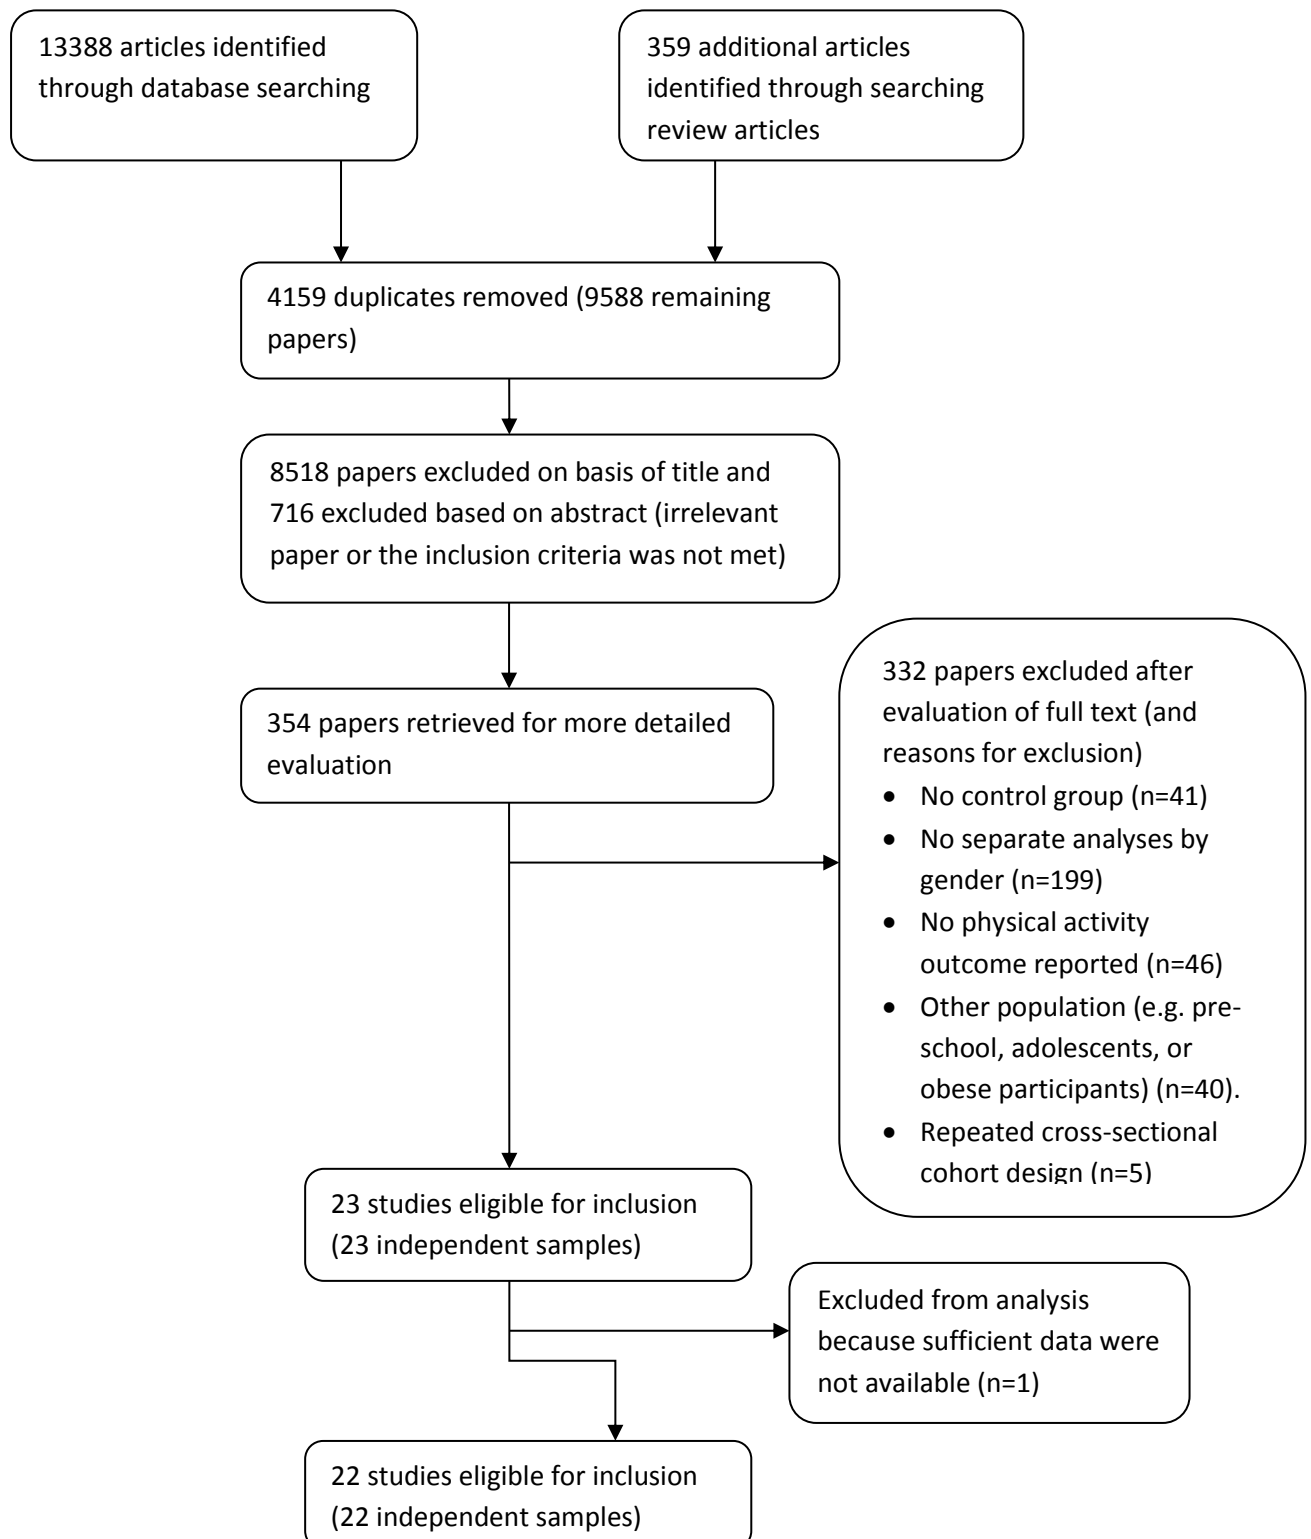 13388 articles identified
through database searching
359 additional articles
identified through searching
review articles
4159 duplicates removed (9588 remaining
papers)
8518 papers excluded on basis of title and
716 excluded based on abstract (irrelevant
paper or the inclusion criteria was not met)
354 papers retrieved for more detailed
evaluation
332 papers excluded after
evaluation of full text (and
reasons for exclusion)
• No control group (n=41)
• No separate analyses by
gender (n=199)
• No physical activity
outcome reported (n=46)
• Other population (e.g. pre-
school, adolescents, or
obese participants) (n=40).
• Repeated cross-sectional
cohort design (n=5)
23 studies eligible for inclusion
(23 independent samples)
Excluded from analysis
because sufficient data were
not available (n=1)
22 studies eligible for inclusion
(22 independent samples)